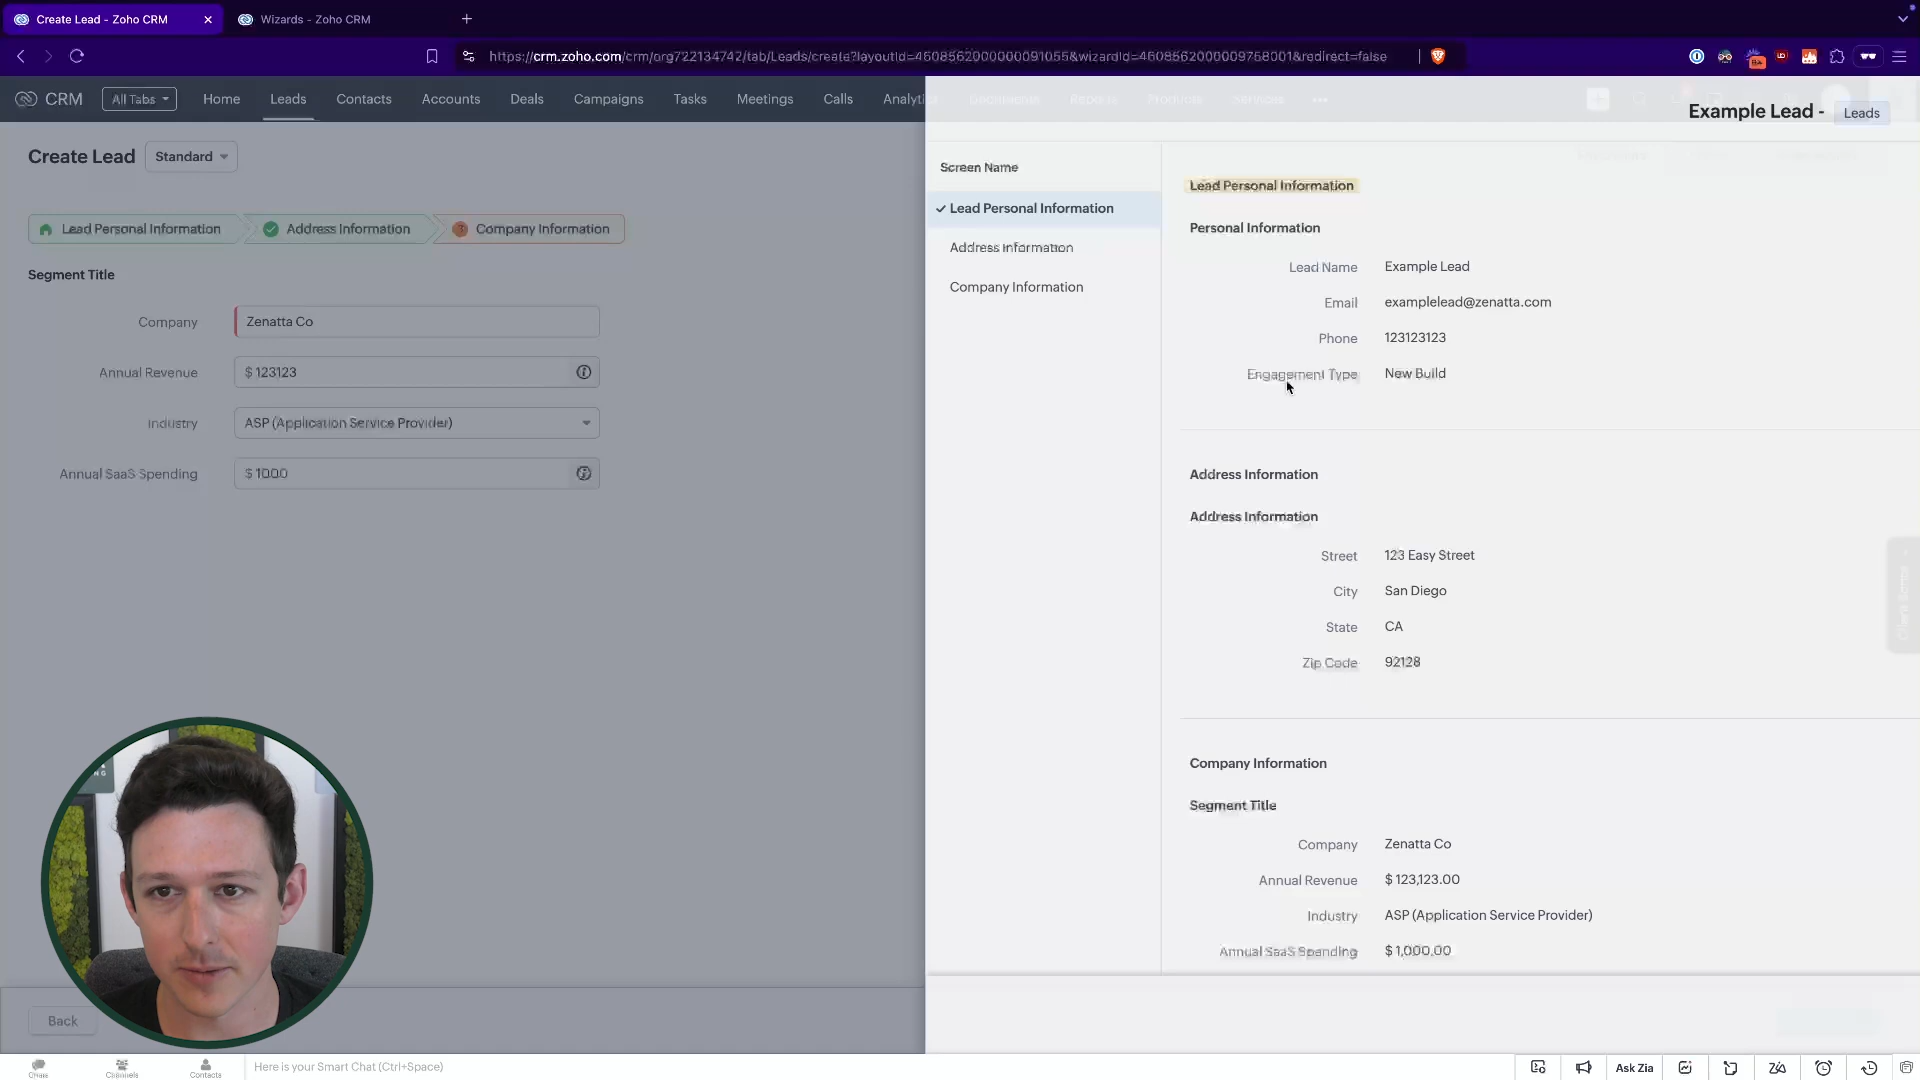 Create Lead - Zoho CRM
Wizards - Zoho CRM
https://crm.zoho.com/crm/org722134742/tab/Leads/create?layoutId=4608562000000091055&wizardId=4608562000009758001&redirect=false
CRM
All Tabs
Home
Leads
Contacts
Accounts
Deals
Campaigns
Tasks
Meetings
Calls
Documents
Reports
Products
Services
Example Lead -
Leads
Create Lead
Standard
Lead Personal Information
Address Information
Company Information
Segment Title
Company
Zenatta Co
Annual Revenue
$ 123123
Industry
ASP (Application Service Provider)
Annual SaaS Spending
$ 1000
Back
Screen Name
Lead Personal Information
Address Information
Company Information
Lead Personal Information
Personal Information
Lead Name
Example Lead
Email
examplelead@zenatta.com
Phone
123123123
Engagement Type
New Build
Address Information
Address Information
Street
123 Easy Street
City
San Diego
State
CA
Zip Code
92128
Company Information
Segment Title
Company
Zenatta Co
Annual Revenue
$ 123,123.00
Industry
ASP (Application Service Provider)
Annual SaaS Spending
$ 1,000.00
Chats
Channels
Contacts
Here is your Smart Chat (Ctrl+Space)
Ask Zia